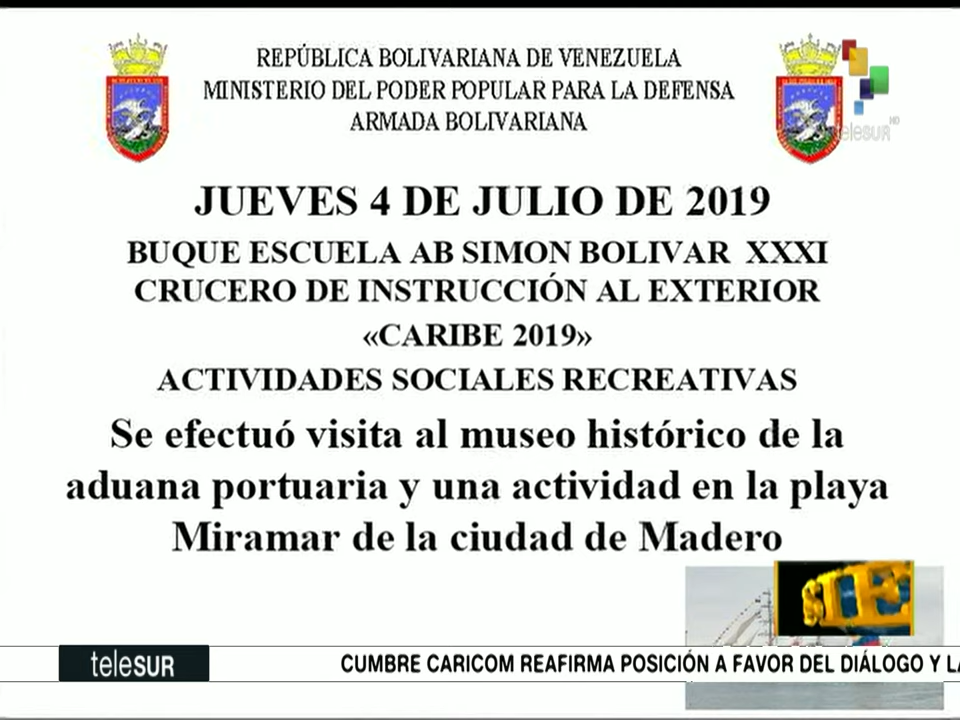 REPÚBLICA BOLIVARIANA DE VENEZUELA
MINISTERIO DEL PODER POPULAR PARA LA DEFENSA
ARMADA BOLIVARIANA
teleSUR HD
JUEVES 4 DE JULIO DE 2019
BUQUE ESCUELA AB SIMON BOLIVAR XXXI
CRUCERO DE INSTRUCCIÓN AL EXTERIOR
«CARIBE 2019»
ACTIVIDADES SOCIALES RECREATIVAS
Se efectuó visita al museo histórico de la
aduana portuaria y una actividad en la playa
Miramar de la ciudad de Madero
teleSUR
CUMBRE CARICOM REAFIRMA POSICIÓN A FAVOR DEL DIÁLOGO Y